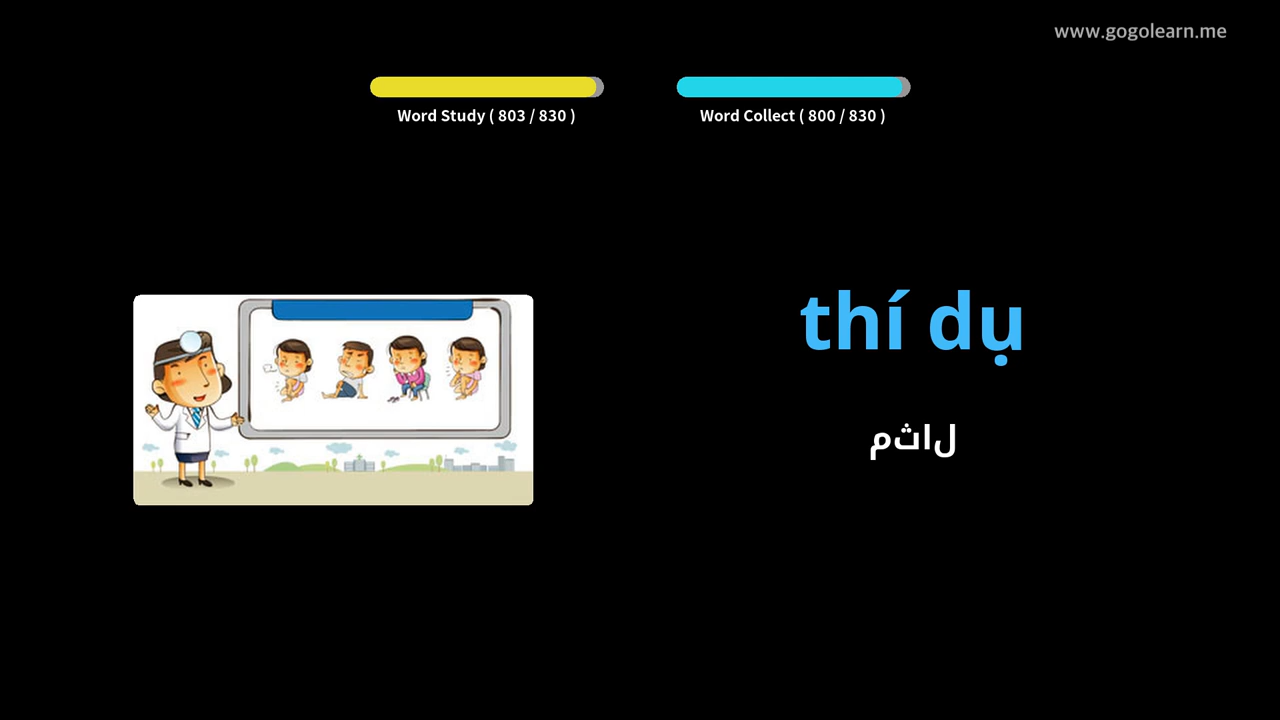 www.gogolearn.me
Word Study ( 803 / 830 )
Word Collect ( 800 / 830 )
thí dụ
مثال